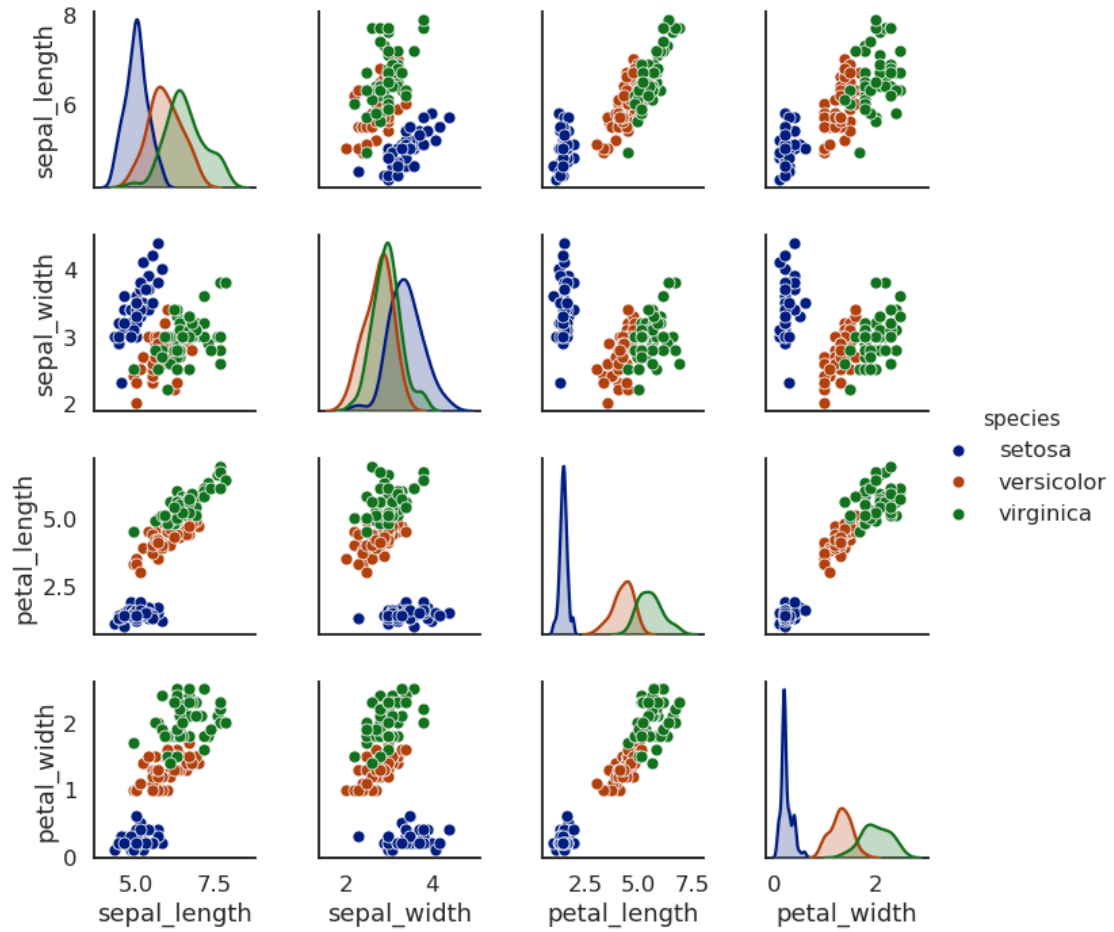 8
6
sepal_length
4
3
2
sepal_width
species
setosa
versicolor
virginica
5.0
2.5
petal_length
2
1
0
petal_width
5.0 7.5
sepal_length
2 4
sepal_width
2.5 5.0 7.5
petal_length
0 2
petal_width